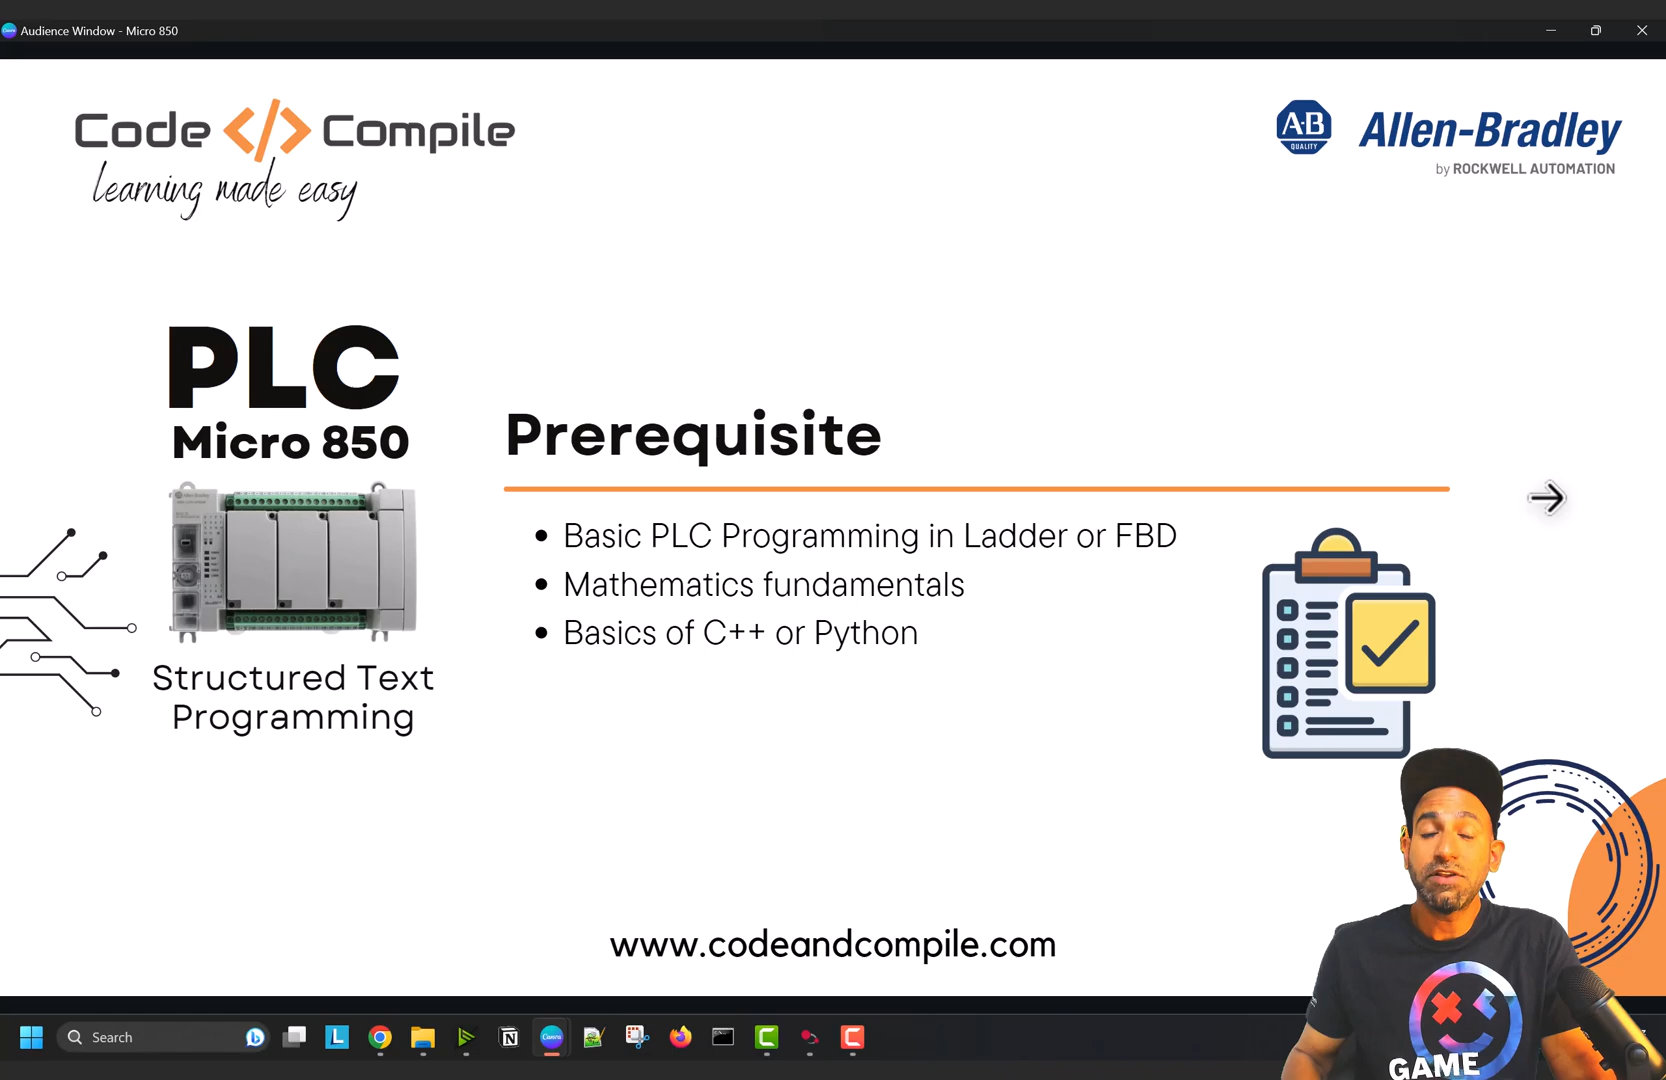 Audience Window - Micro 850
Code </> Compile
learning made easy
A-B
QUALITY
Allen-Bradley
by ROCKWELL AUTOMATION
PLC
Micro 850
Structured Text
Programming
Prerequisite
• Basic PLC Programming in Ladder or FBD
• Mathematics fundamentals
• Basics of C++ or Python
www.codeandcompile.com
GAME
Search